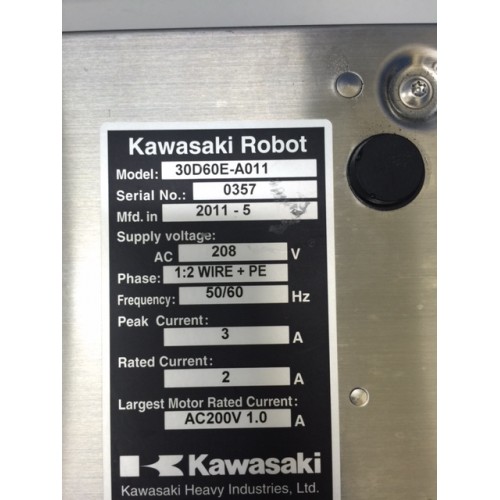 Kawasaki Robot
Model: 30D60E-A011
Serial No.: 0357
Mfd. in 2011 - 5
Supply voltage:
AC 208 V
Phase: 1:2 WIRE + PE
Frequency: 50/60 Hz
Peak Current:
3 A
Rated Current:
2 A
Largest Motor Rated Current:
AC200V 1.0 A
Kawasaki
Kawasaki Heavy Industries, Ltd.